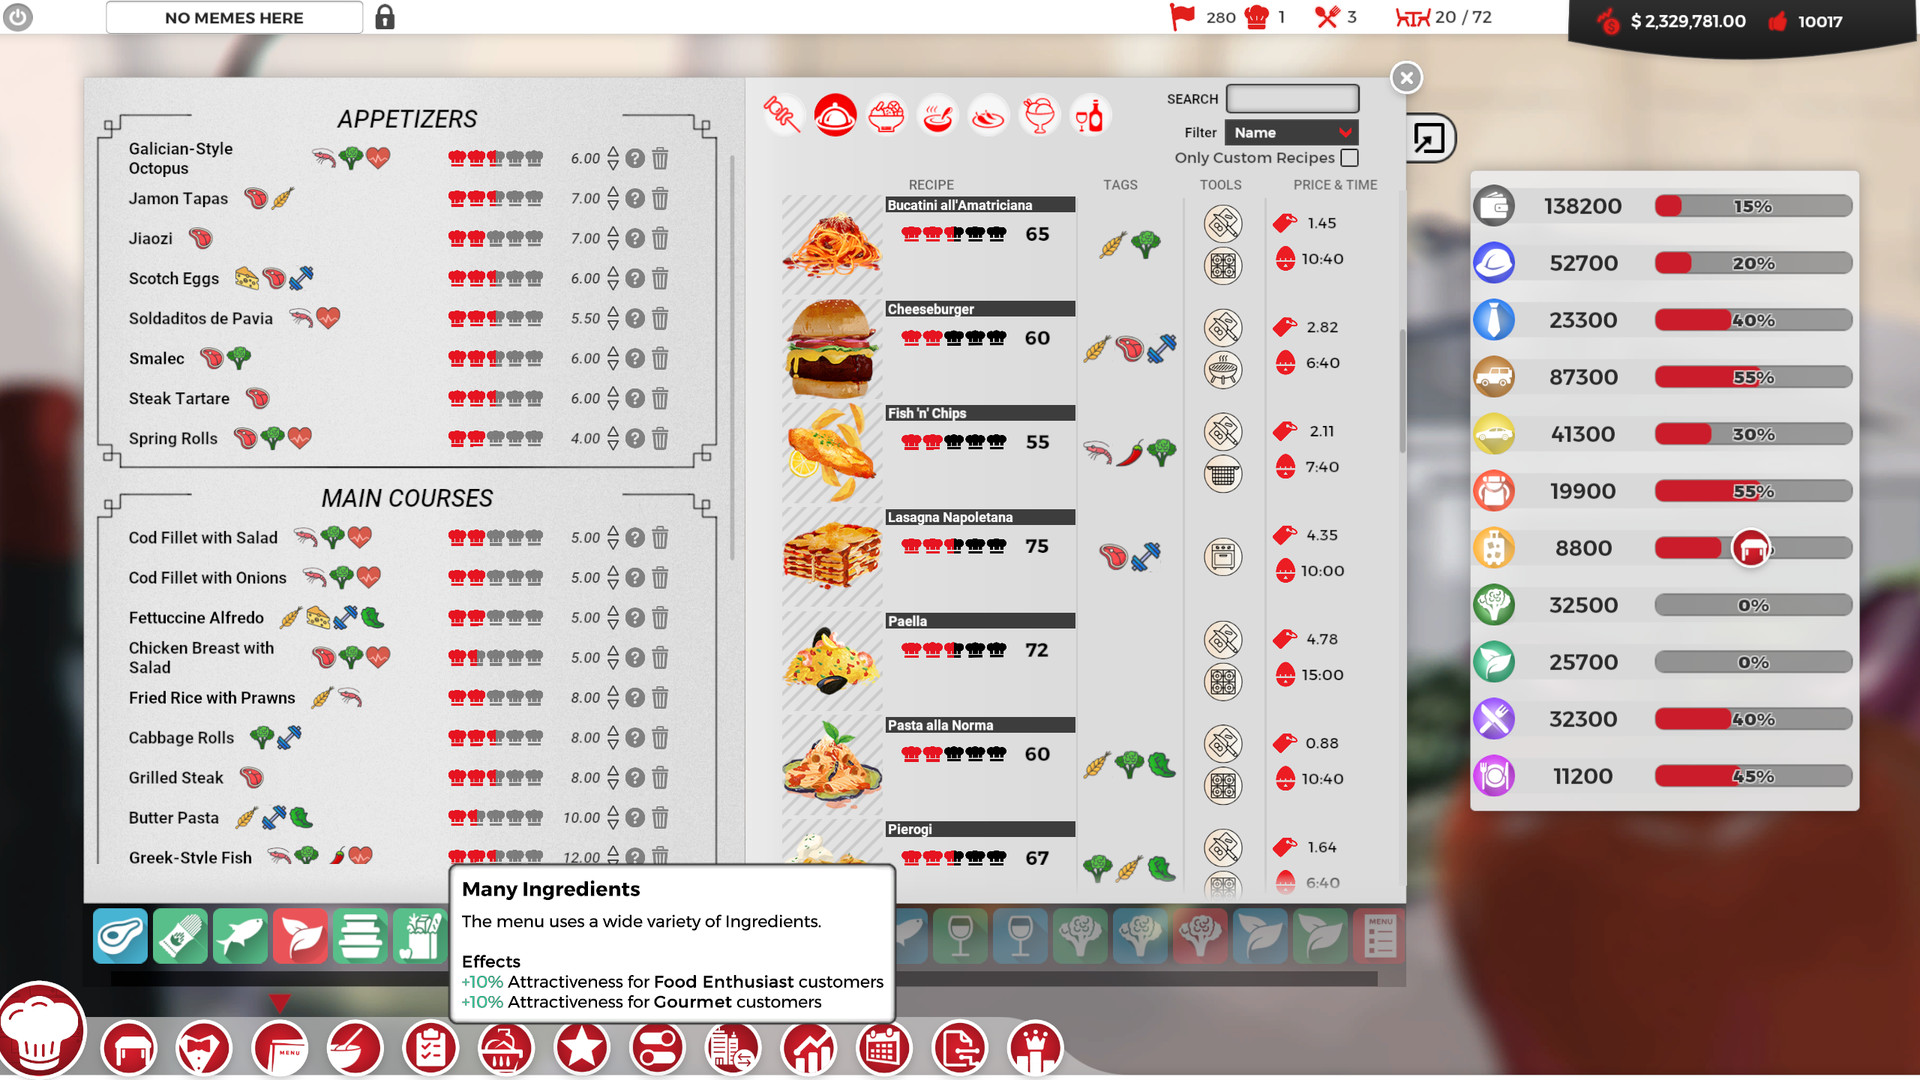 NO MEMES HERE
280 1 3 20 / 72
$ 2,329,781.00 10017
APPETIZERS
Galician-Style Octopus 6.00 ?
Jamon Tapas 7.00 ?
Jiaozi 7.00 ?
Scotch Eggs 6.00 ?
Soldaditos de Pavia 5.50 ?
Smalec 6.00 ?
Steak Tartare 6.00 ?
Spring Rolls 4.00 ?
MAIN COURSES
Cod Fillet with Salad 5.00 ?
Cod Fillet with Onions 5.00 ?
Fettuccine Alfredo 5.00 ?
Chicken Breast with Salad 5.00 ?
Fried Rice with Prawns 8.00 ?
Cabbage Rolls 8.00 ?
Grilled Steak 8.00 ?
Butter Pasta 10.00 ?
Greek-Style Fish 12.00 ?
SEARCH
Filter Name
Only Custom Recipes
RECIPE TAGS TOOLS PRICE & TIME
Bucatini all'Amatriciana
65 1.45
10:40
Cheeseburger
60 2.82
6:40
Fish 'n' Chips
55 2.11
7:40
Lasagna Napoletana
75 4.35
10:00
Paella
72 4.78
15:00
Pasta alla Norma
60 0.88
10:40
Pierogi
67 1.64
6:40
138200 15%
52700 20%
23300 40%
87300 55%
41300 30%
19900 55%
8800
32500 0%
25700 0%
32300 40%
11200 45%
Many Ingredients
The menu uses a wide variety of Ingredients.
Effects
+10% Attractiveness for Food Enthusiast customers
+10% Attractiveness for Gourmet customers
MENU
MENU